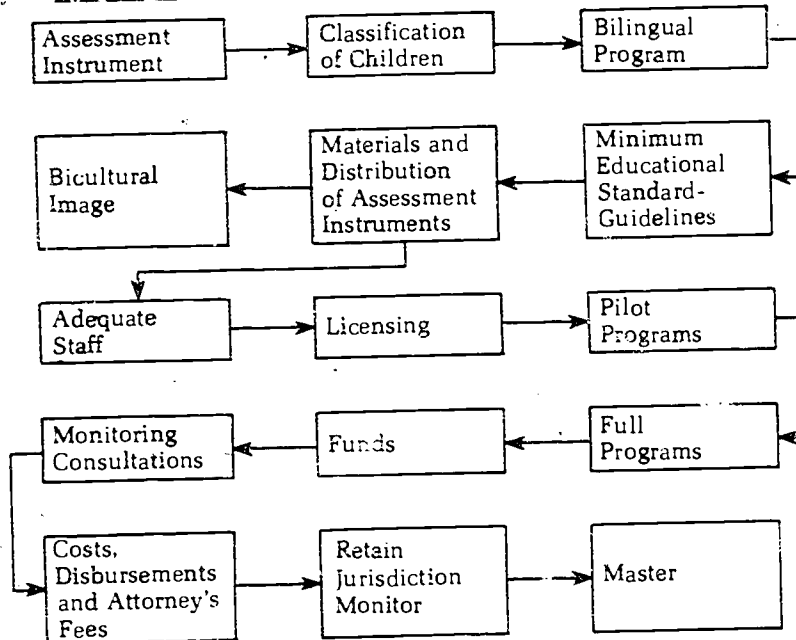 Assessment
Instrument
Classification
of Children
Bilingual
Program
Bicultural
Image
Materials and
Distribution
of Assessment
Instruments
Minimum
Educational
Standard-
Guidelines
Adequate
Staff
Licensing
Pilot
Programs
Monitoring
Consultations
Funds
Full
Programs
Costs,
Disbursements
and Attorney's
Fees
Retain
Jurisdiction
Monitor
Master